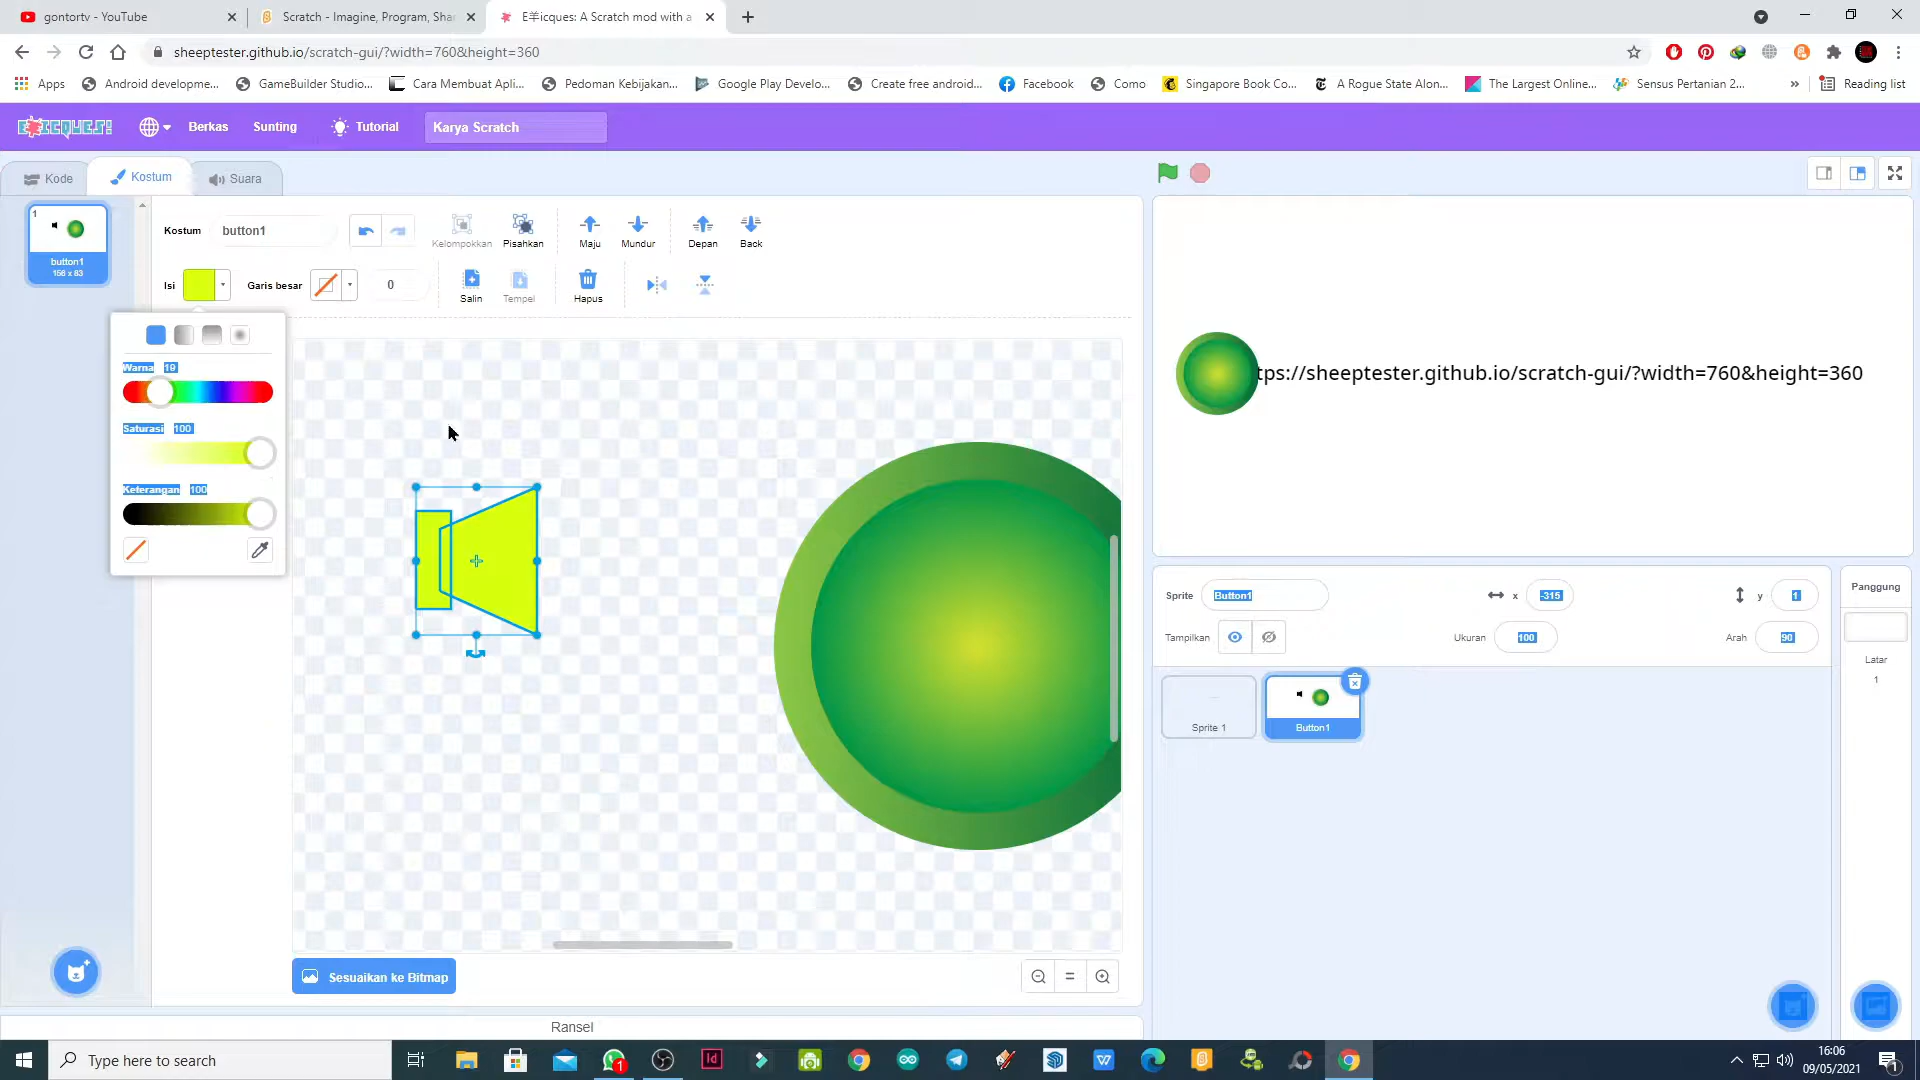 gontortv - YouTube
Scratch - Imagine, Program, Shar
E羊icques: A Scratch mod with a
sheeptester.github.io/scratch-gui/?width=760&height=360
Apps
Android developme...
GameBuilder Studio...
Cara Membuat Apli...
Pedoman Kebijakan...
Google Play Develo...
Create free android...
Facebook
Como
Singapore Book Co...
A Rogue State Alon...
The Largest Online...
Sensus Pertanian 2...
»
Reading list
Berkas
Sunting
Tutorial
Karya Scratch
Kode
Kostum
Suara
1
button1
156 x 83
Kostum
button1
Kelompokkan
Pisahkan
Maju
Mundur
Depan
Back
Isi
Garis besar
0
Salin
Tempel
Hapus
Warna 19
Saturasi 100
Keterangan 100
Sesuaikan ke Bitmap
Ransel
tps://sheeptester.github.io/scratch-gui/?width=760&height=360
Sprite
Button1
x
-315
y
1
Tampilkan
Ukuran
100
Arah
90
Sprite 1
Button1
Panggung
Latar
1
Type here to search
1
16:06
09/05/2021
1